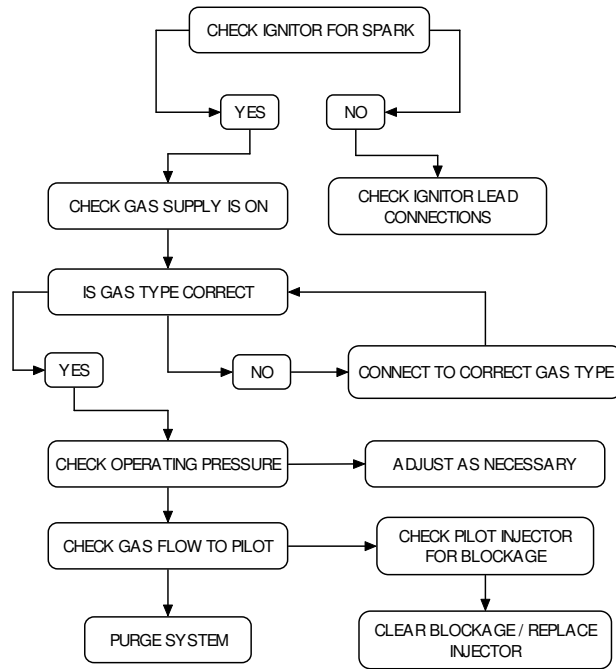 CHECK IGNITOR FOR SPARK
YES
NO
CHECK GAS SUPPLY IS ON
CHECK IGNITOR LEAD
CONNECTIONS
IS GAS TYPE CORRECT
YES
NO
CONNECT TO CORRECT GAS TYPE
CHECK OPERATING PRESSURE
ADJUST AS NECESSARY
CHECK GAS FLOW TO PILOT
CHECK PILOT INJECTOR
FOR BLOCKAGE
PURGE SYSTEM
CLEAR BLOCKAGE / REPLACE
INJECTOR